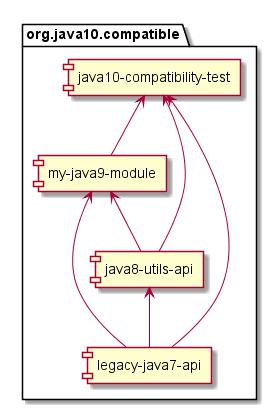 org.java10.compatible
java10-compatibility-test
my-java9-module
java8-utils-api
legacy-java7-api